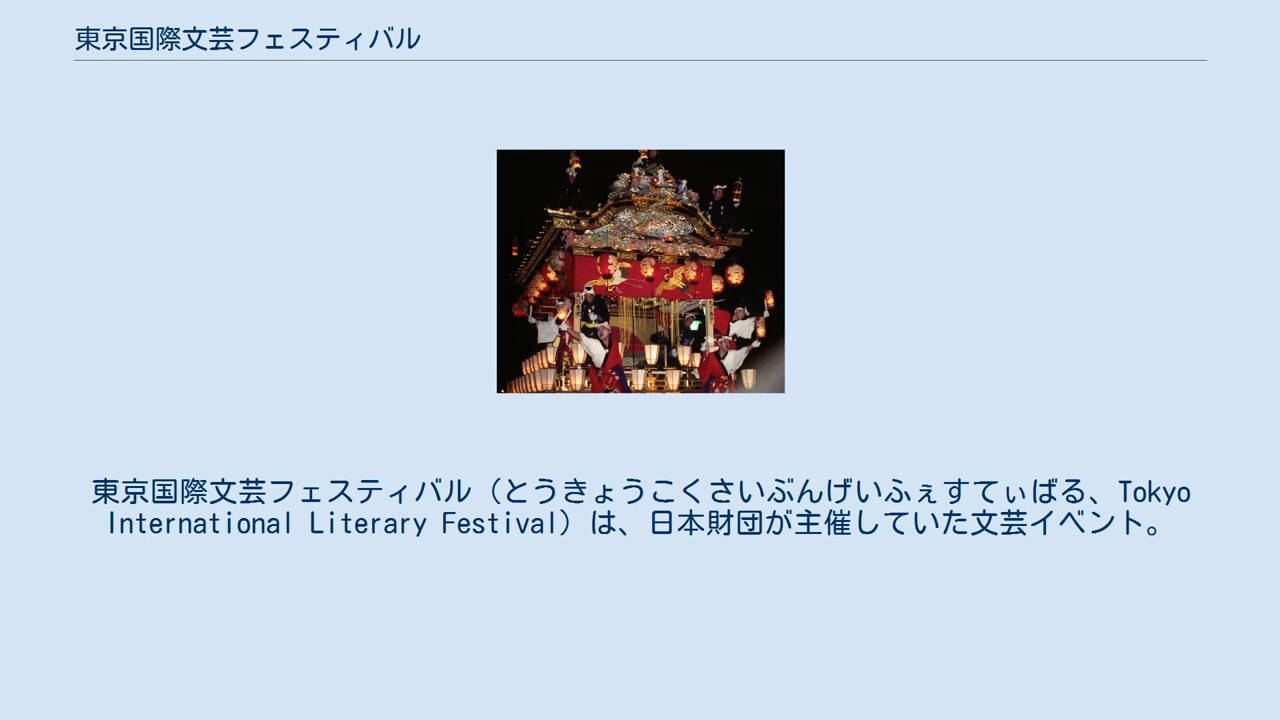 東京国際文芸フェスティバル
東京国際文芸フェスティバル（とうきょうこくさいぶんげいふぇすてぃばる、Tokyo
International Literary Festival）は、日本財団が主催していた文芸イベント。